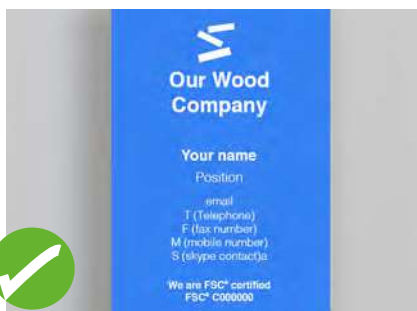 Our Wood
Company
Your name
Position
email
T (Telephone)
F (fax number)
M (mobile number)
S (skype contact)a
We are FSC® certified
FSC® C000000